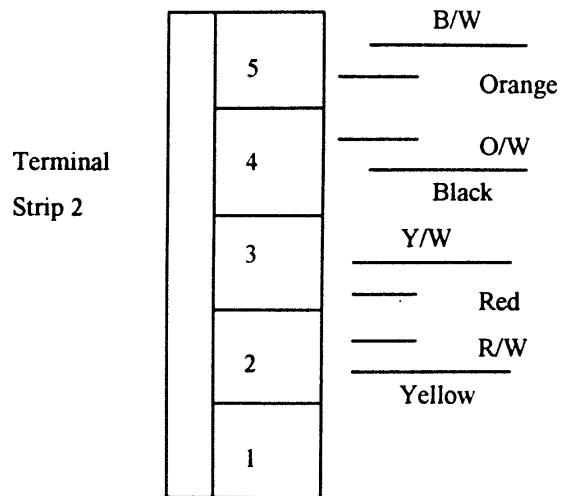 B/W
5
Orange
4
O/W
Terminal
Strip 2
Black
Y/W
3
Red
2
R/W
Yellow
1